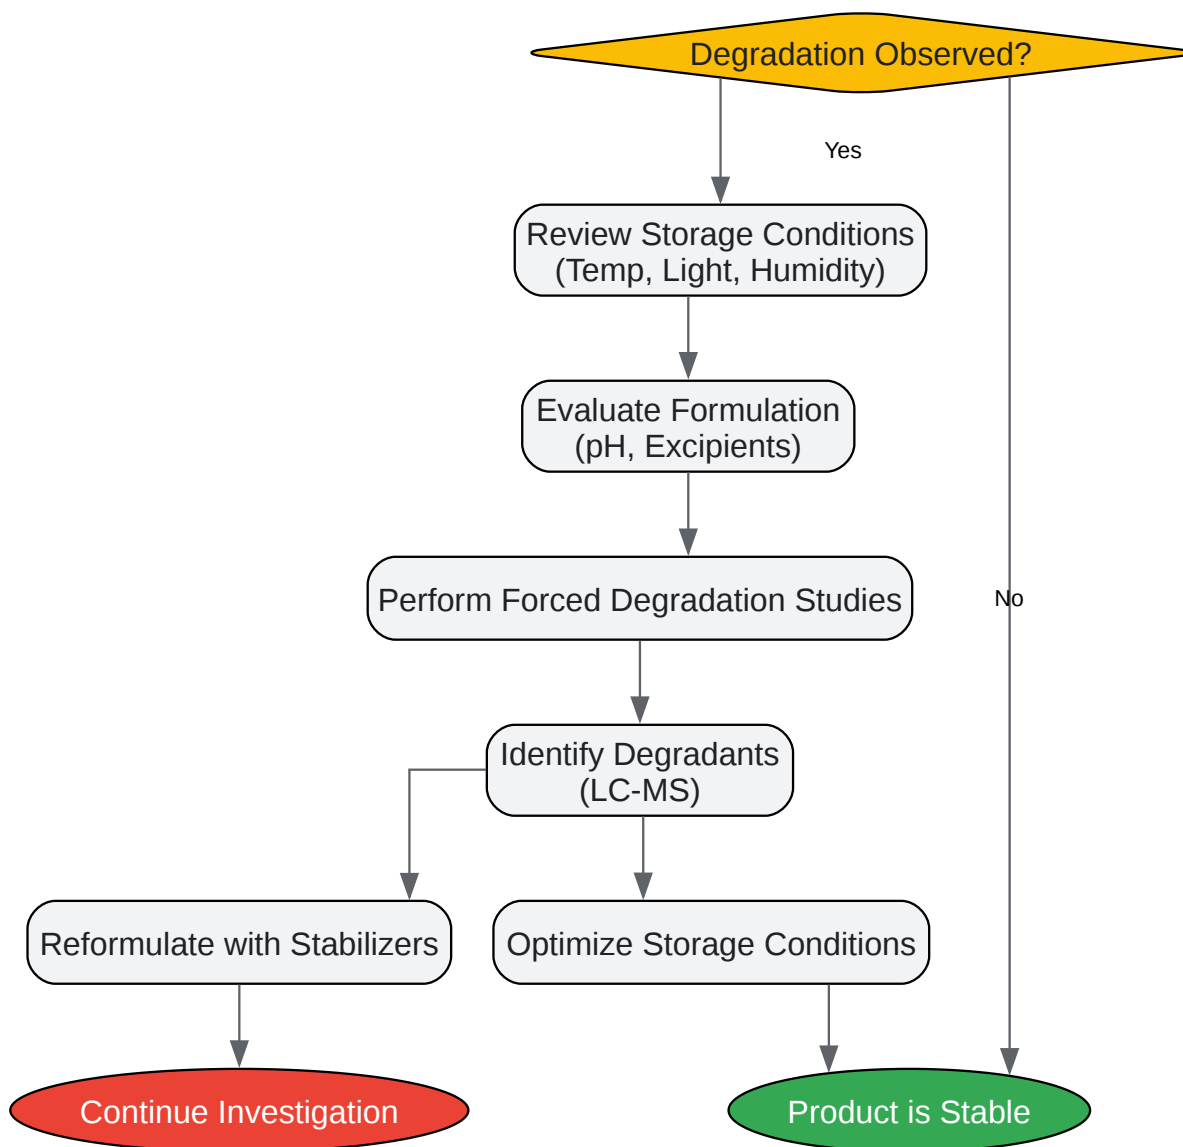 Degradation Observed?
Yes
Review Storage Conditions
(Temp, Light, Humidity)
Evaluate Formulation
(pH, Excipients)
Perform Forced Degradation Studies
No
Identify Degradants
(LC-MS)
Reformulate with Stabilizers
Optimize Storage Conditions
Continue Investigation
Product is Stable